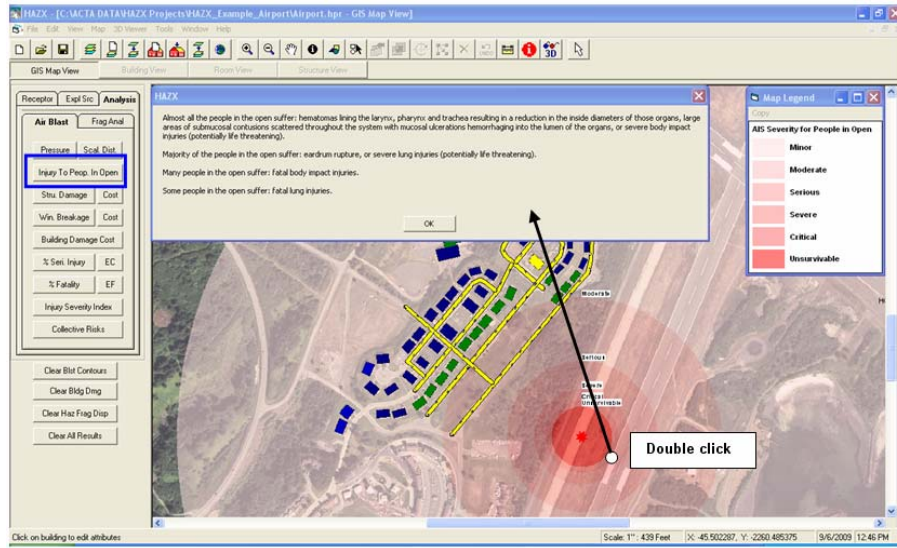 HAZX - [C:\ACTA DATA\HAZX Projects\HAZX_Example_Airport\Airport.hpr - GIS Map View]
File Edit View Map 3D Viewer Tools Window Help
3D
GIS Map View Building View Room View Structure View
Receptor Expl Src Analysis
Air Blast Frag Anal
Pressure Scal. Dist.
Injury To Peop. In Open
Stru. Damage Cost
Win. Breakage Cost
Building Damage Cost
% Seri. Injury EC
% Fatality EF
Injury Severity Index
Collective Risks
Clear Blst Contours
Clear Bldg Dmg
Clear Haz Frag Disp
Clear All Results
HAZX
Almost all the people in the open suffer: hematomas lining the larynx, pharynx and trachea resulting in a reduction in the inside diameters of those organs, large
areas of submucosal contusions scattered throughout the system with mucosal ulcerations hemorrhaging into the lumen of the organs, or severe body impact
injuries (potentially life threatening).
Majority of the people in the open suffer: eardrum rupture, or severe lung injuries (potentially life threatening).
Many people in the open suffer: fatal body impact injuries.
Some people in the open suffer: fatal lung injuries.
OK
Map Legend
Copy
AIS Severity for People in Open
Minor
Moderate
Serious
Severe
Critical
Unsurvivable
Moderate
Serious
Severe
Critical
Unsurvivable
Double click
Click on building to edit attributes
Scale: 1" : 439 Feet X: -45.502287, Y: -2260.485375 9/6/2009 12:46 PM